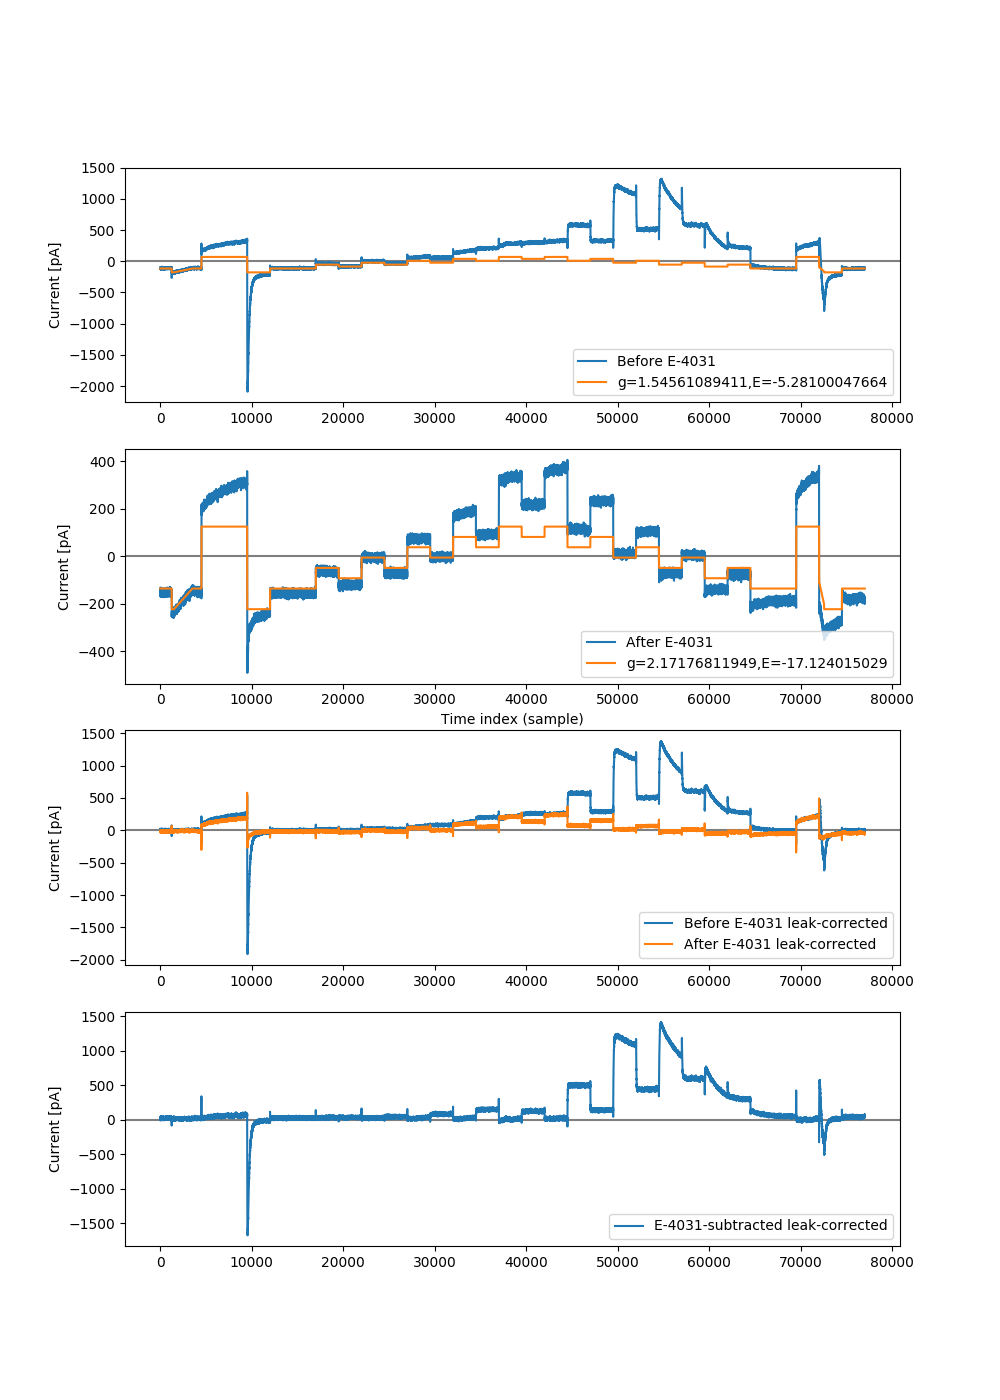 1500
1000
500
0
−500
−1000
−1500
−2000
Current [pA]
Before E-4031
g=1.54561089411,E=-5.28100047664
0 10000 20000 30000 40000 50000 60000 70000 80000
400
200
0
−200
−400
Current [pA]
After E-4031
g=2.17176811949,E=-17.124015029
0 10000 20000 30000 40000 50000 60000 70000 80000
Time index (sample)
1500
1000
500
0
−500
−1000
−1500
−2000
Current [pA]
Before E-4031 leak-corrected
After E-4031 leak-corrected
0 10000 20000 30000 40000 50000 60000 70000 80000
1500
1000
500
0
−500
−1000
−1500
Current [pA]
E-4031-subtracted leak-corrected
0 10000 20000 30000 40000 50000 60000 70000 80000